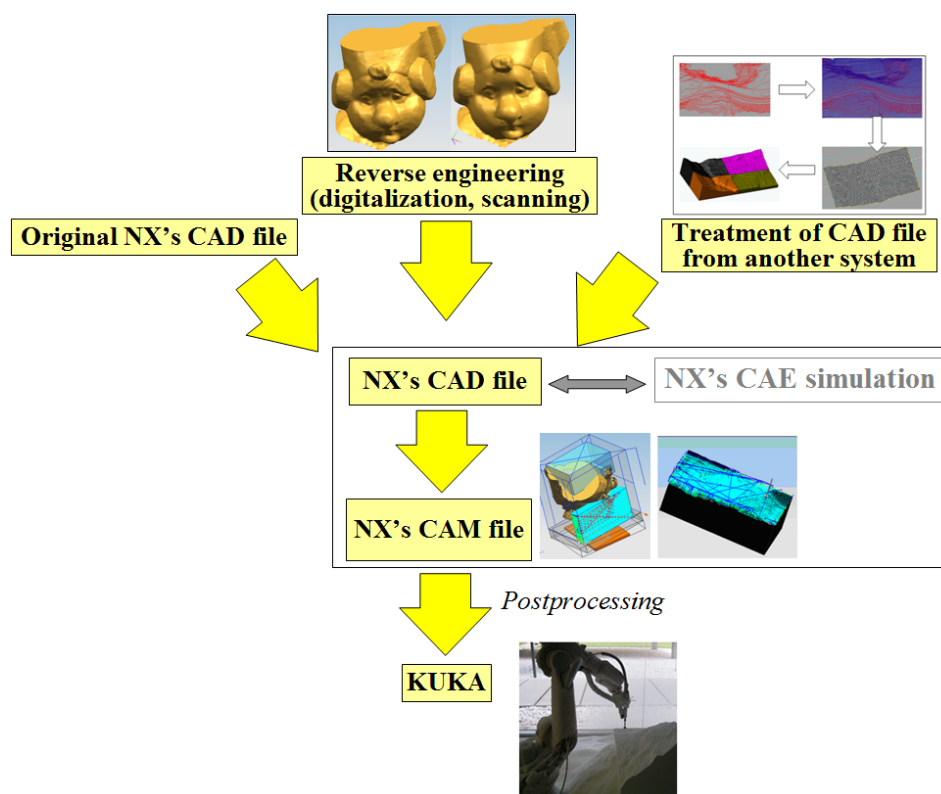 Reverse engineering
(digitalization, scanning)
Original NX’s CAD file
Treatment of CAD file
from another system
NX’s CAD file
NX’s CAE simulation
NX’s CAM file
Postprocessing
KUKA